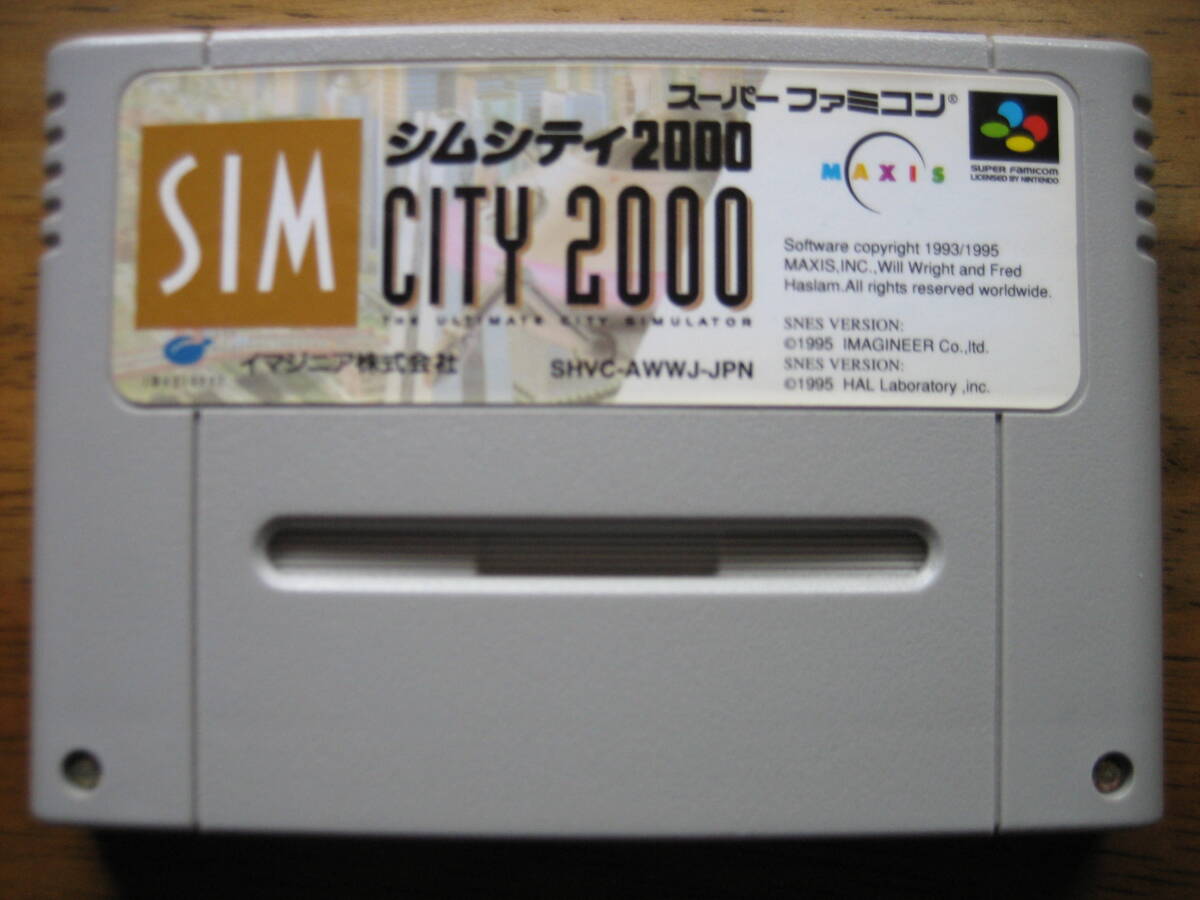 スーパーファミコン®
SIM
シムシティ2000
CITY 2000
THE ULTIMATE CITY SIMULATOR
MAXIS
SUPER FAMICOM
LICENSED BY NINTENDO
Software copyright 1993/1995
MAXIS,INC.,Will Wright and Fred
Haslam.All rights reserved worldwide.
SNES VERSION:
©1995 IMAGINEER Co.,ltd.
SNES VERSION:
©1995 HAL Laboratory ,inc.
IMAGINEER
イマジニア株式会社
SHVC-AWWJ-JPN